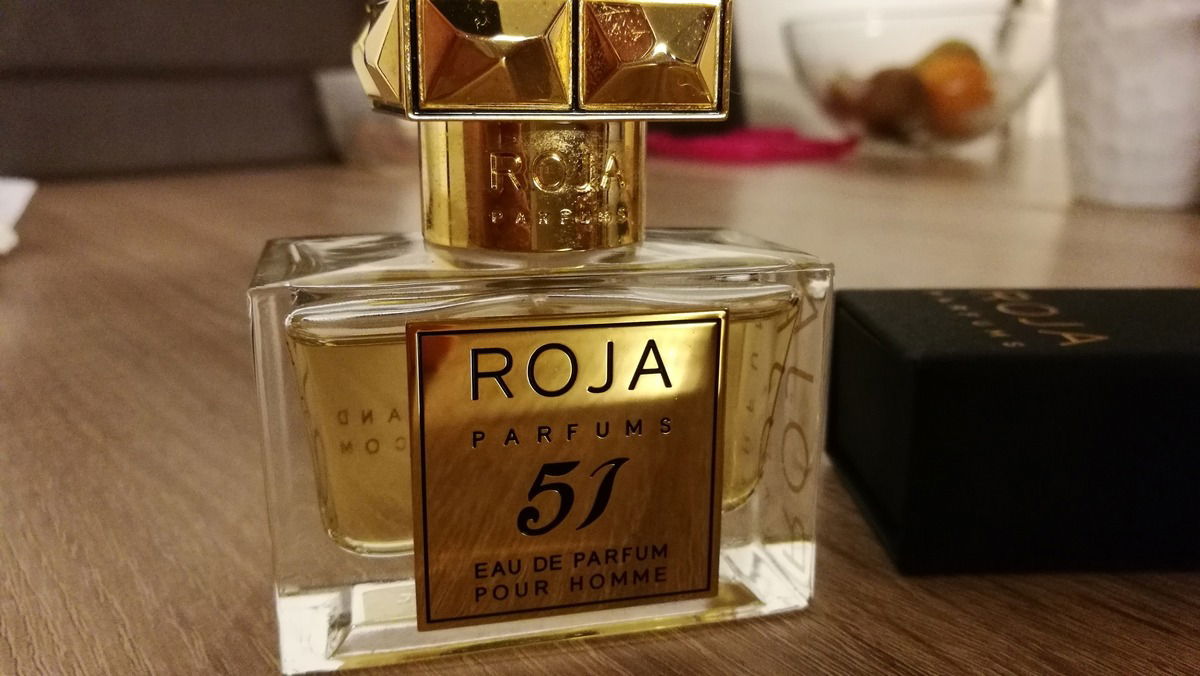 ROJA
PARFUMS
ROJA
PARFUMS
51
EAU DE PARFUM
POUR HOMME
ROJA
PARFUMS